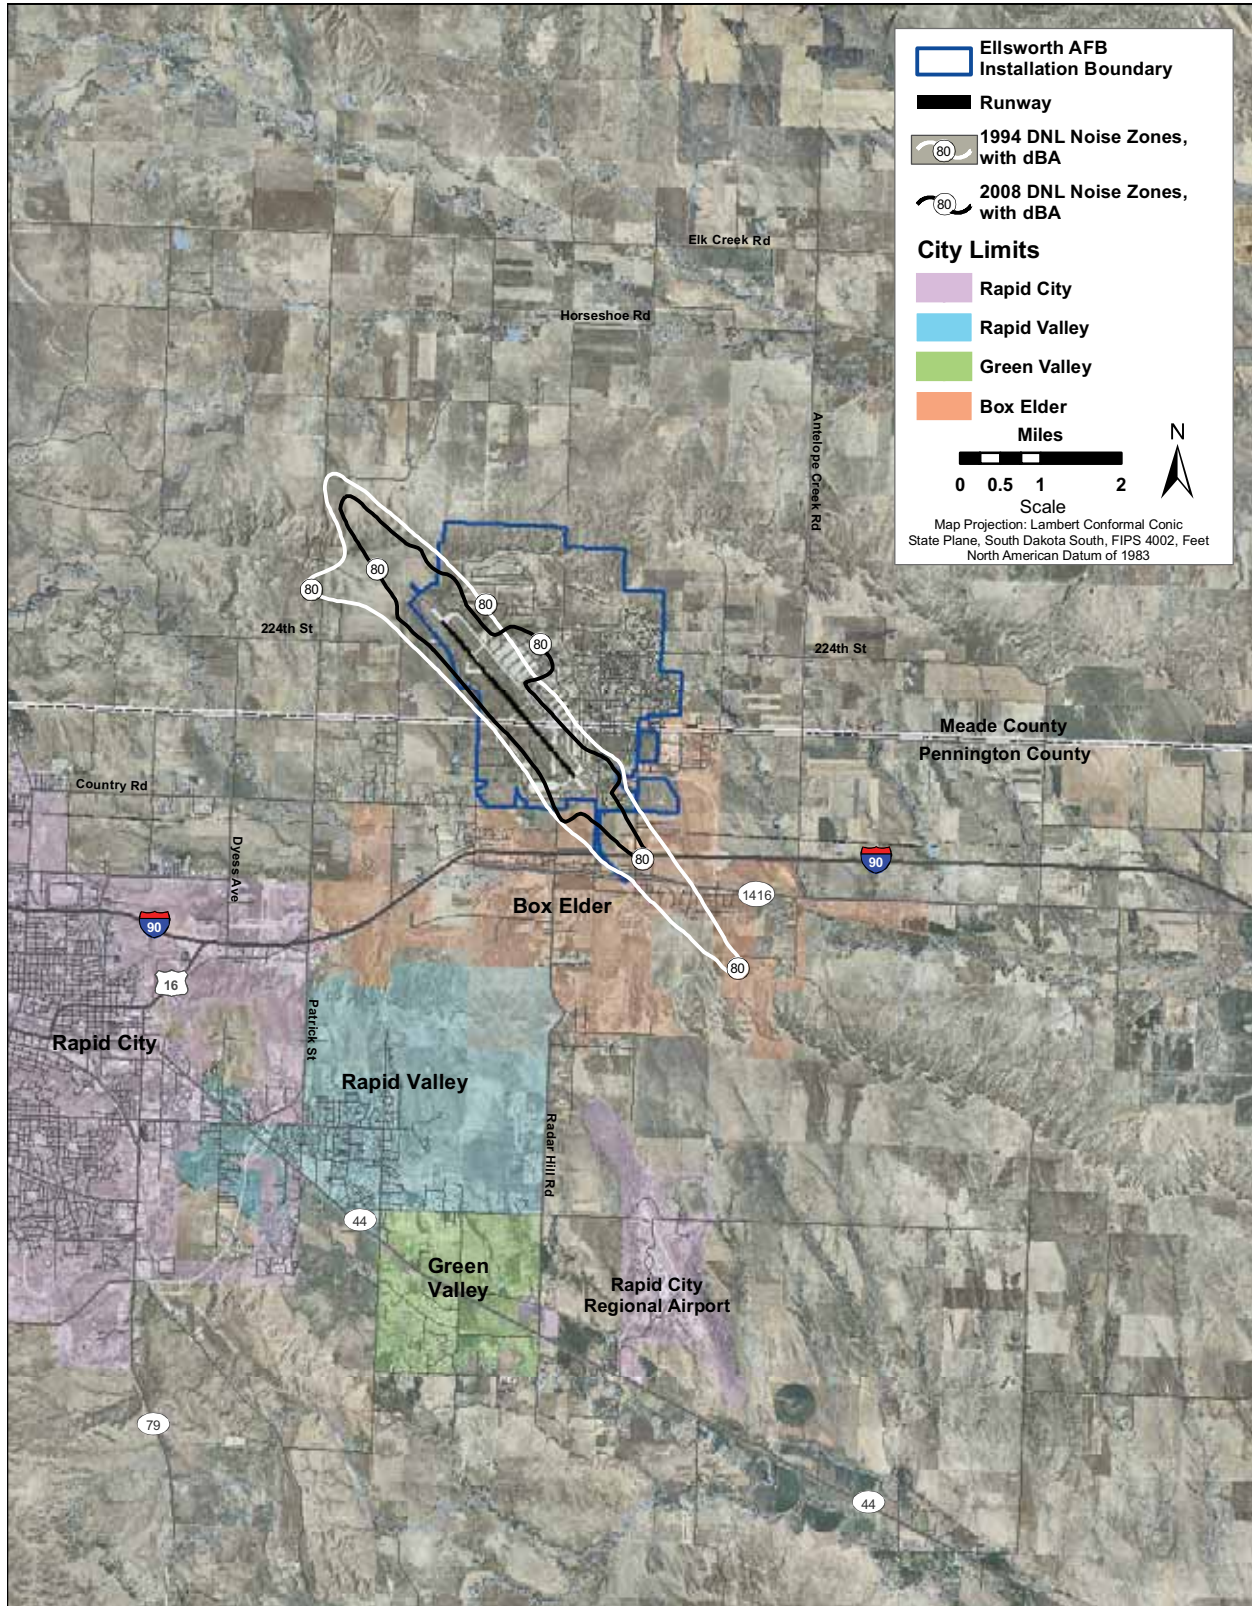 Ellsworth AFB
Installation Boundary
Runway
80
1994 DNL Noise Zones,
with dBA
80
2008 DNL Noise Zones,
with dBA
City Limits
Rapid City
Rapid Valley
Green Valley
Box Elder
Miles
0 0.5 1 2
Scale
N
Map Projection: Lambert Conformal Conic
State Plane, South Dakota South, FIPS 4002, Feet
North American Datum of 1983
Elk Creek Rd
Horseshoe Rd
Antelope Creek Rd
80
80
80
80
224th St
224th St
Meade County
Pennington County
Country Rd
Dyess Ave
80
90
1416
Box Elder
90
80
16
Patrick St
Rapid City
Rapid Valley
Radar Hill Rd
44
Green
Valley
Rapid City
Regional Airport
79
44